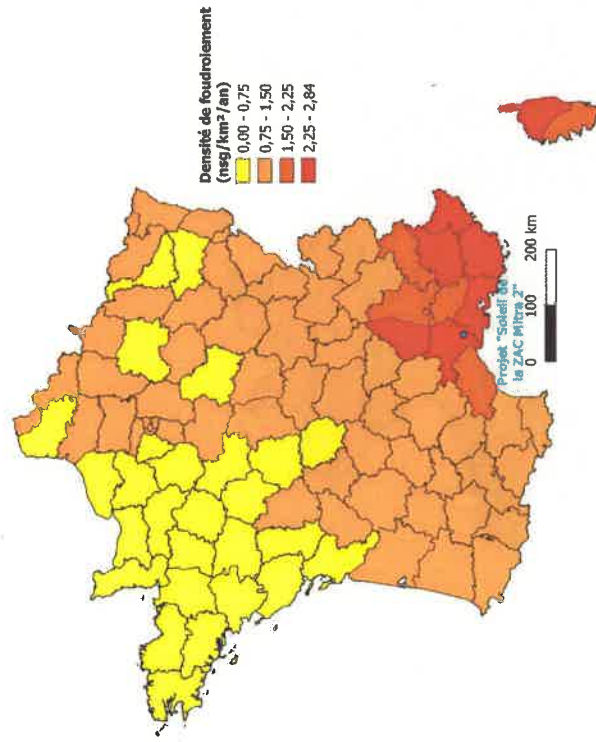 Densité de foudroiement
(nsg/km²/an)
0,00 - 0,75
0,75 - 1,50
1,50 - 2,25
2,25 - 2,84
Projet "Soleil de
la ZAC Mitra 2"
0 100 200 km